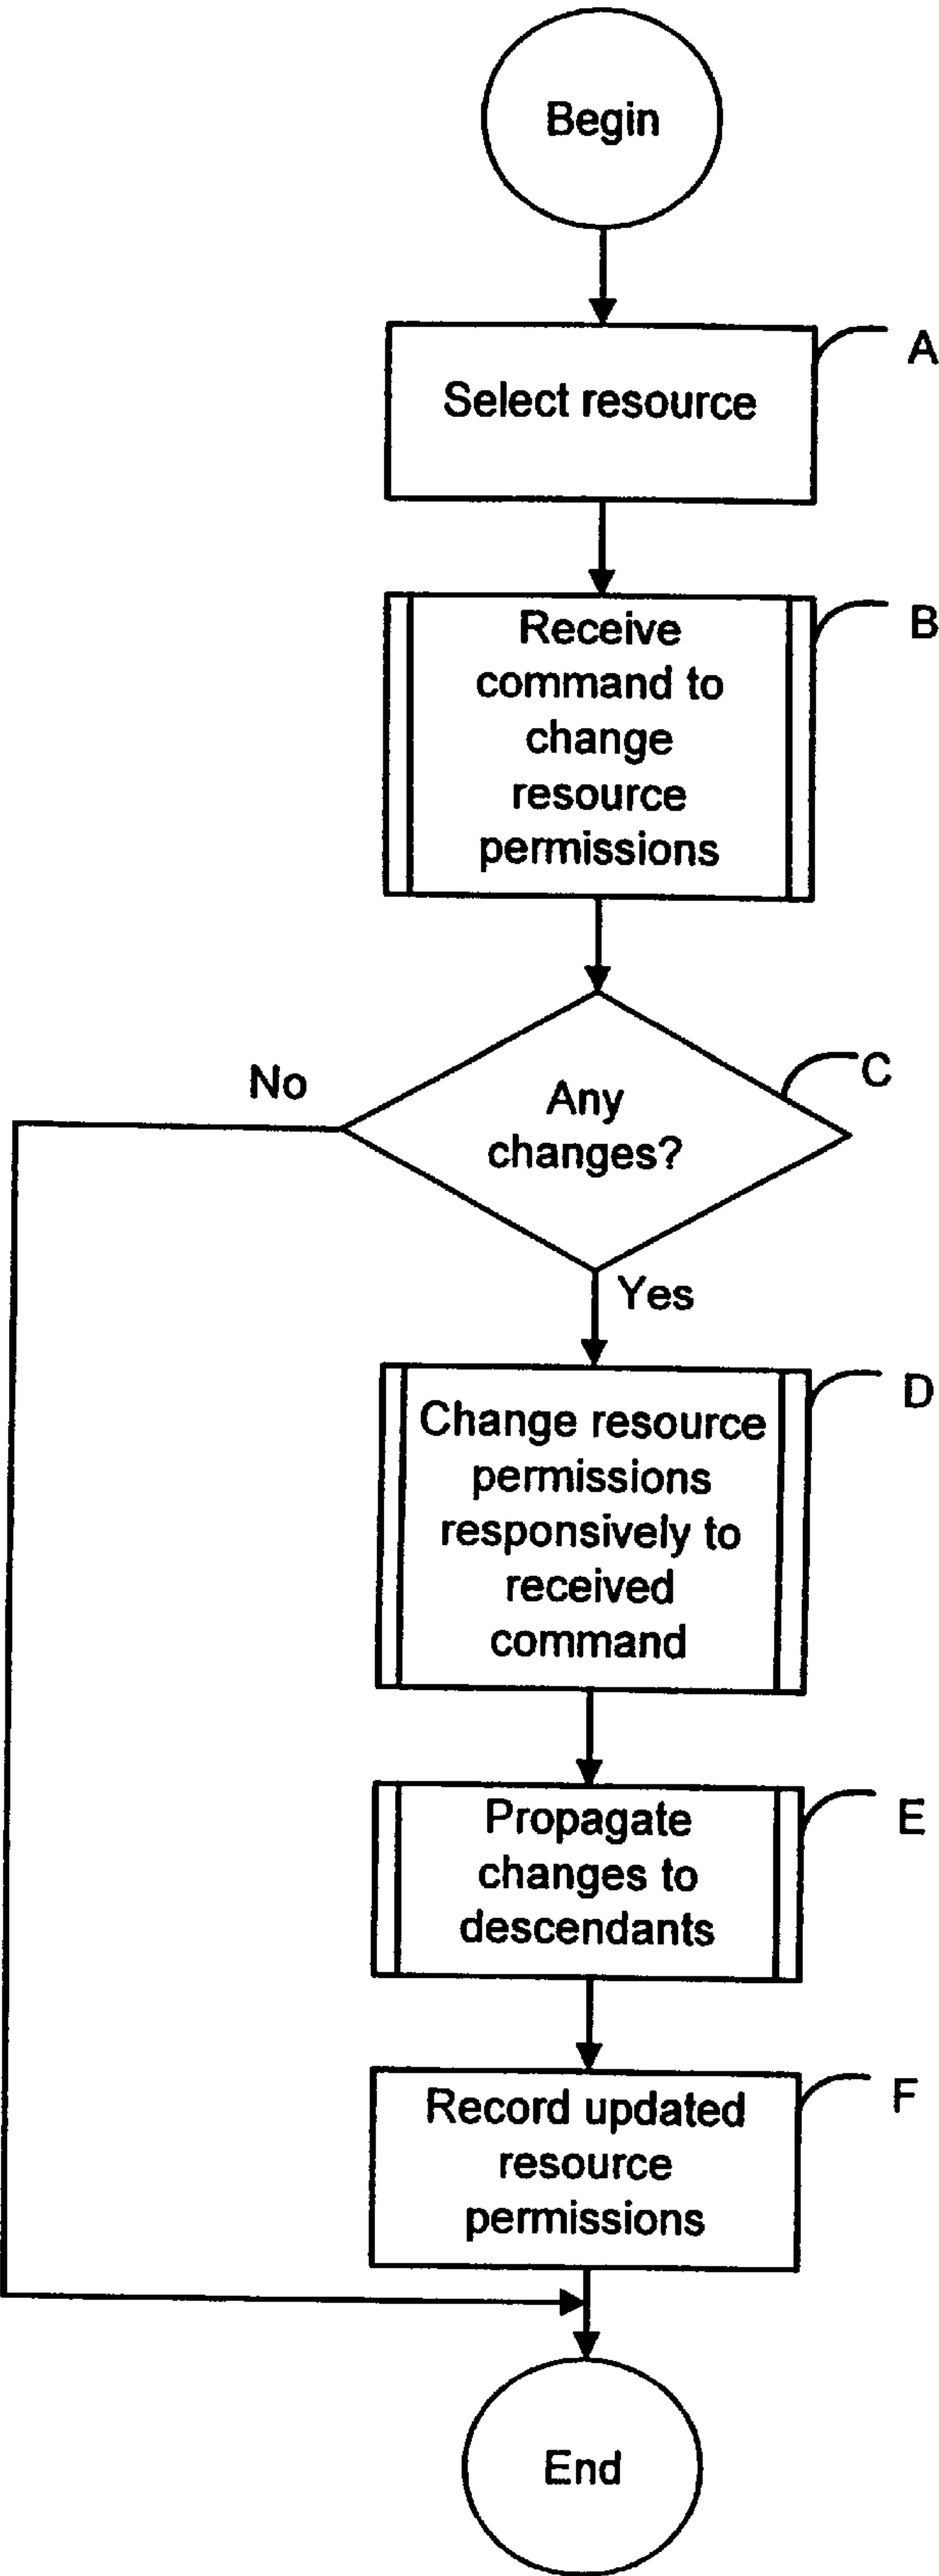 Begin
A
Select resource
B
Receive
command to
change
resource
permissions
C
No
Any
changes?
Yes
D
Change resource
permissions
responsively to
received
command
E
Propagate
changes to
descendants
F
Record updated
resource
permissions
End